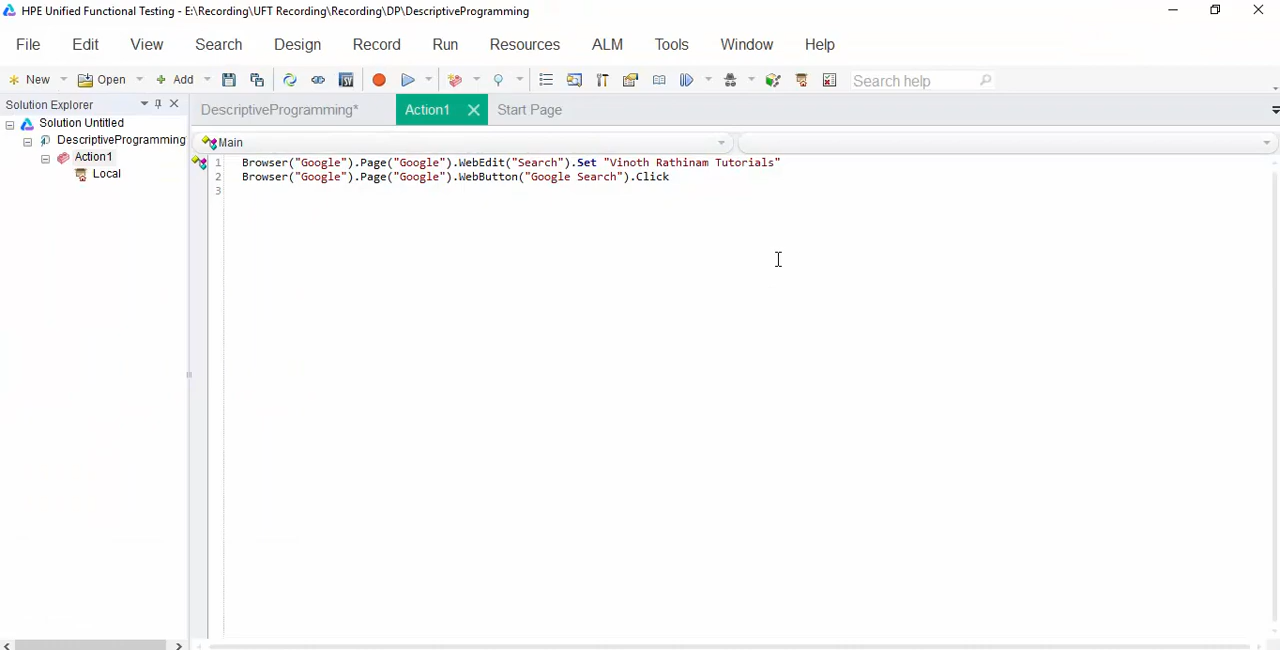 HPE Unified Functional Testing - E:\Recording\UFT Recording\Recording\DP\DescriptiveProgramming
File Edit View Search Design Record Run Resources ALM Tools Window Help
New Open Add Search help
Solution Explorer
DescriptiveProgramming* Action1 Start Page
Solution Untitled
DescriptiveProgramming
Action1
Local
Main
1 Browser("Google").Page("Google").WebEdit("Search").Set "Vinoth Rathinam Tutorials"
2 Browser("Google").Page("Google").WebButton("Google Search").Click
3